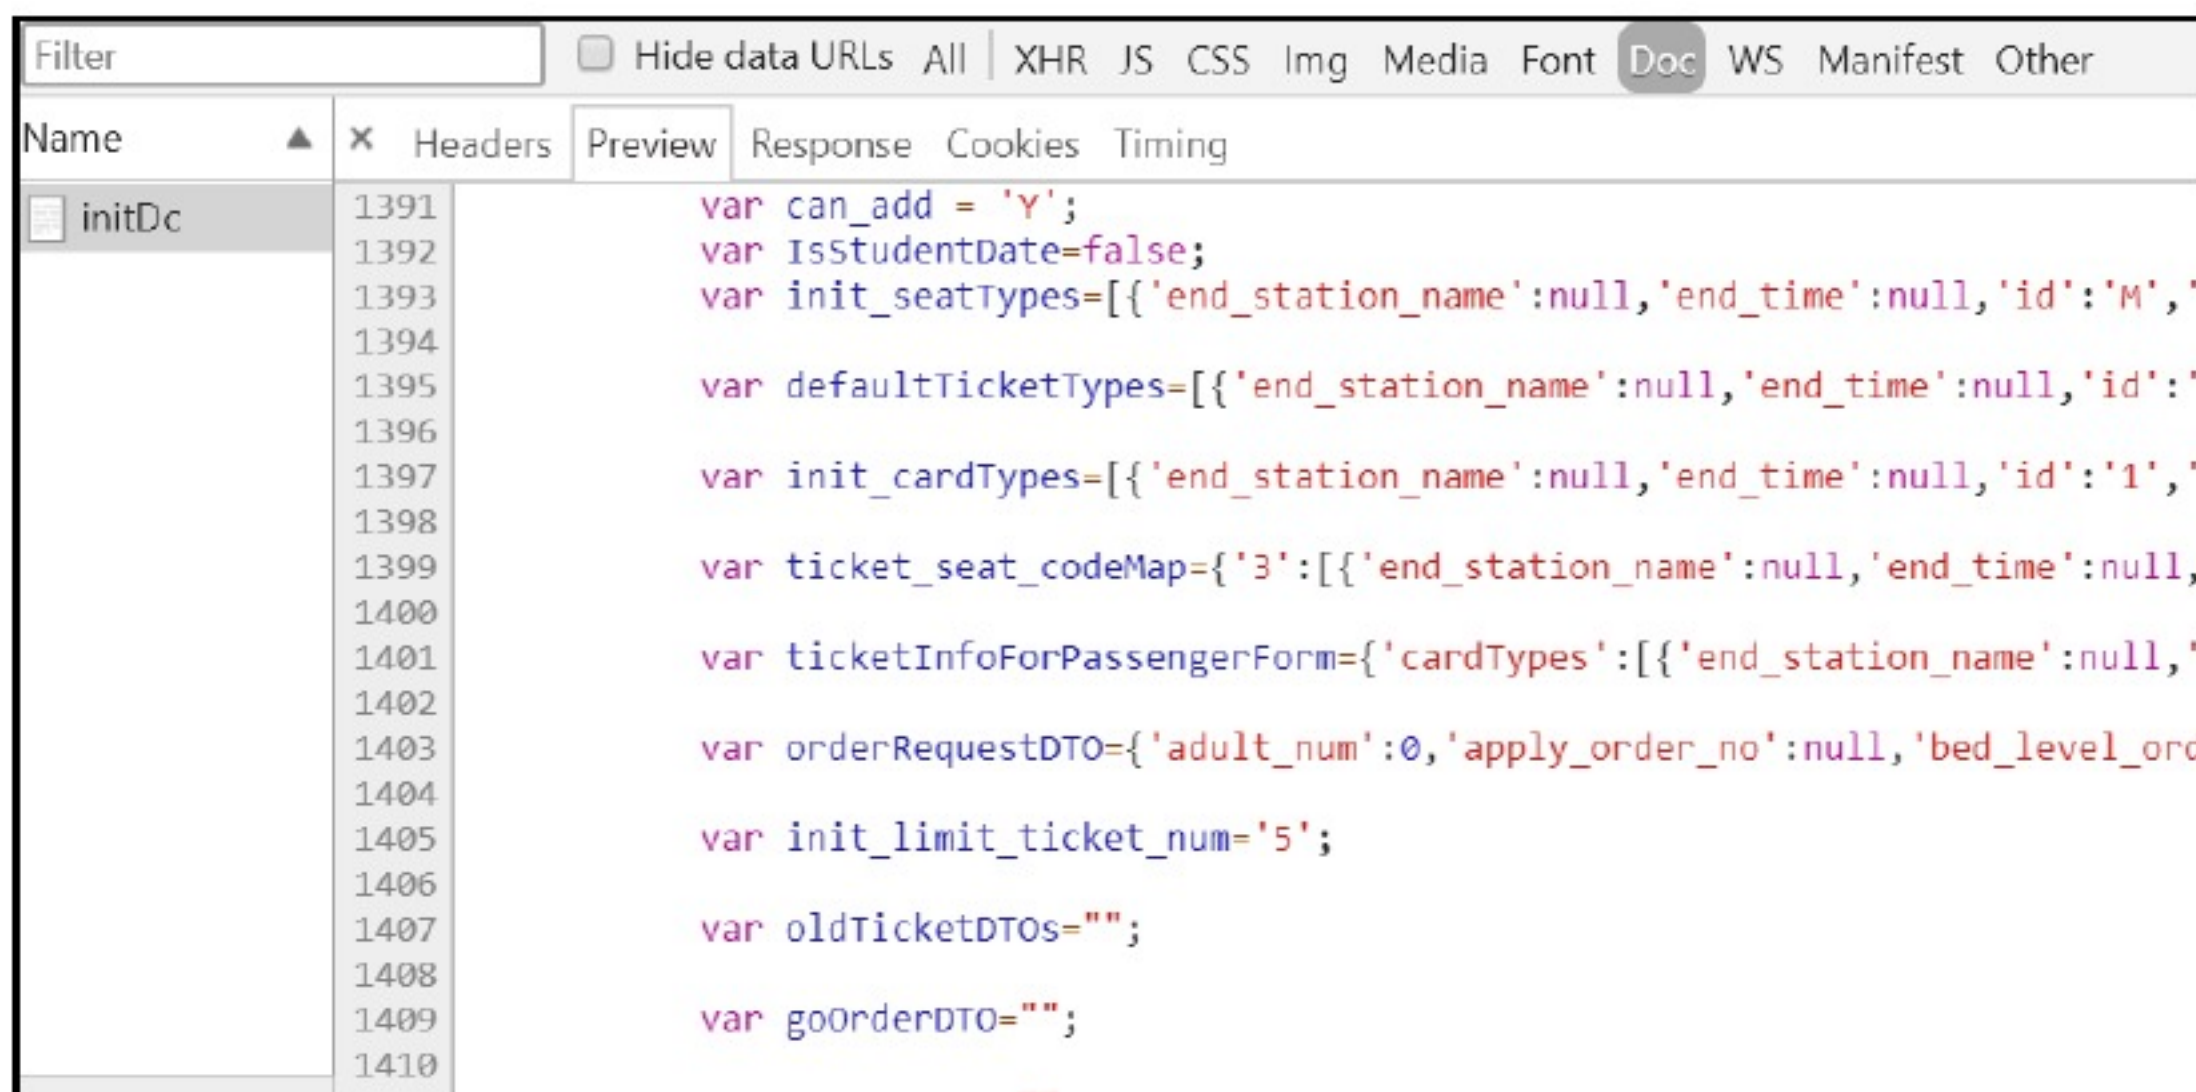 Filter Hide data URLs All XHR JS CSS Img Media Font Doc WS Manifest Other
Name × Headers Preview Response Cookies Timing
initDc
1391 var can_add = 'Y';
1392 var IsStudentDate=false;
1393 var init_seatTypes=[{'end_station_name':null,'end_time':null,'id':'M','
1394
1395 var defaultTicketTypes=[{'end_station_name':null,'end_time':null,'id':'
1396
1397 var init_cardTypes=[{'end_station_name':null,'end_time':null,'id':'1','
1398
1399 var ticket_seat_codeMap={'3':[{'end_station_name':null,'end_time':null,
1400
1401 var ticketInfoForPassengerForm={'cardTypes':[{'end_station_name':null,'
1402
1403 var orderRequestDTO={'adult_num':0,'apply_order_no':null,'bed_level_ord
1404
1405 var init_limit_ticket_num='5';
1406
1407 var oldTicketDTOs="";
1408
1409 var goOrderDTO="";
1410